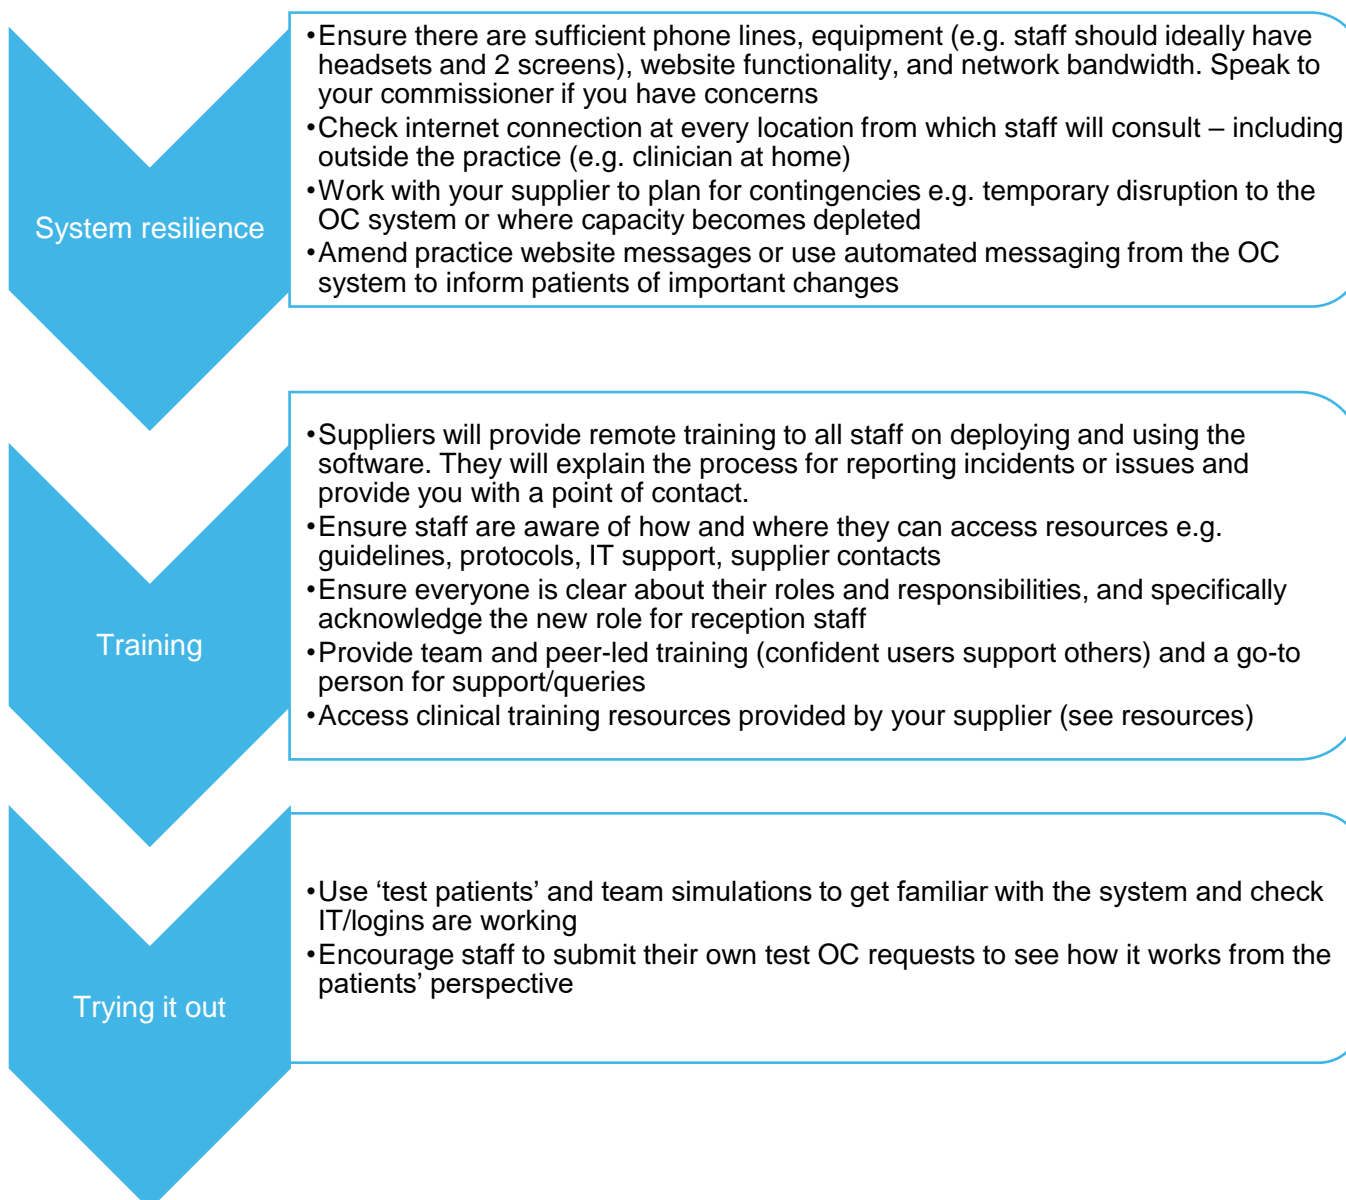 System resilience
•Ensure there are sufficient phone lines, equipment (e.g. staff should ideally have
headsets and 2 screens), website functionality, and network bandwidth. Speak to
your commissioner if you have concerns
•Check internet connection at every location from which staff will consult – including
outside the practice (e.g. clinician at home)
•Work with your supplier to plan for contingencies e.g. temporary disruption to the
OC system or where capacity becomes depleted
•Amend practice website messages or use automated messaging from the OC
system to inform patients of important changes
Training
•Suppliers will provide remote training to all staff on deploying and using the
software. They will explain the process for reporting incidents or issues and
provide you with a point of contact.
•Ensure staff are aware of how and where they can access resources e.g.
guidelines, protocols, IT support, supplier contacts
•Ensure everyone is clear about their roles and responsibilities, and specifically
acknowledge the new role for reception staff
•Provide team and peer-led training (confident users support others) and a go-to
person for support/queries
•Access clinical training resources provided by your supplier (see resources)
Trying it out
•Use ‘test patients’ and team simulations to get familiar with the system and check
IT/logins are working
•Encourage staff to submit their own test OC requests to see how it works from the
patients’ perspective